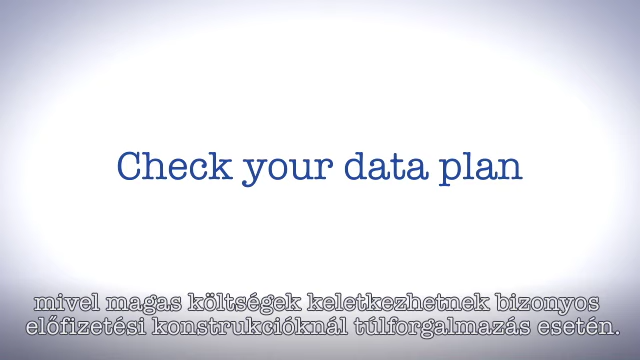 Check your data plan
mivel magas költségek keletkezhetnek bizonyos
előfizetési konstrukcióknál túlforgalmazás esetén.